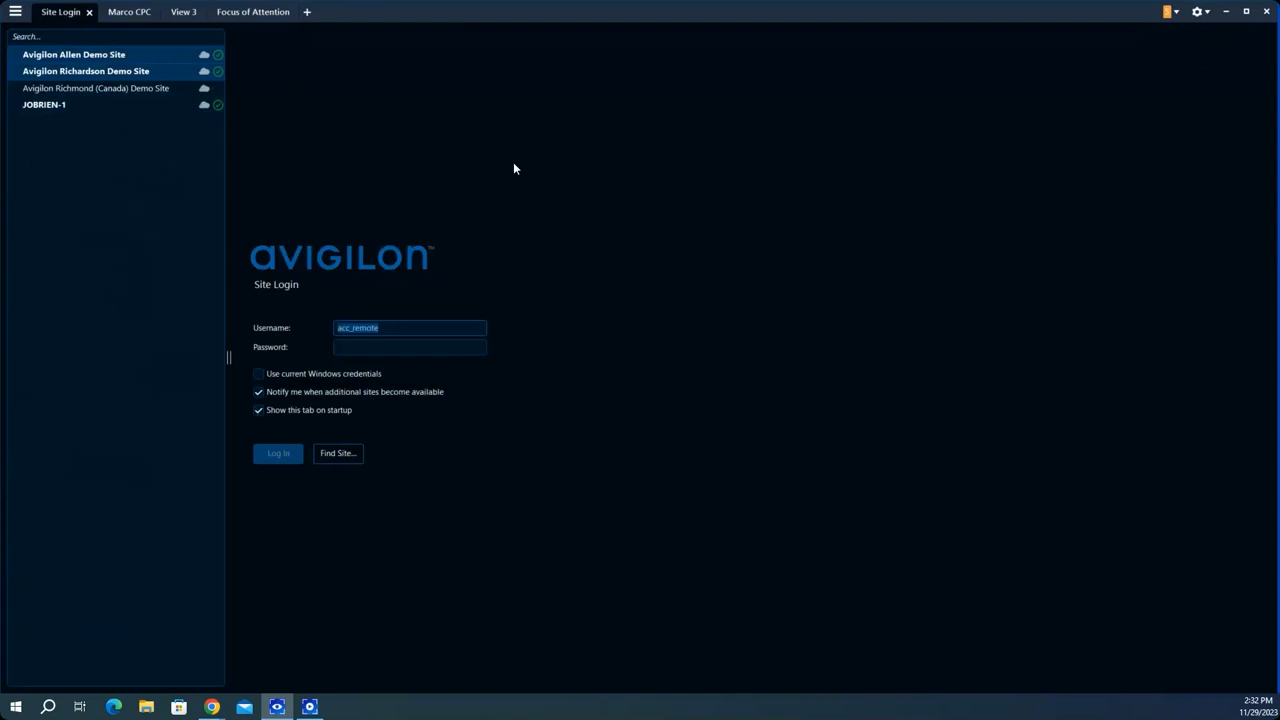 Site Login
Marco CPC
View 3
Focus of Attention
Search...
Avigilon Allen Demo Site
Avigilon Richardson Demo Site
Avigilon Richmond (Canada) Demo Site
JOBRIEN-1
AVIGILON™
Site Login
Username: acc_remote
Password:
Use current Windows credentials
Notify me when additional sites become available
Show this tab on startup
Log In Find Site...
2:32 PM
11/29/2023